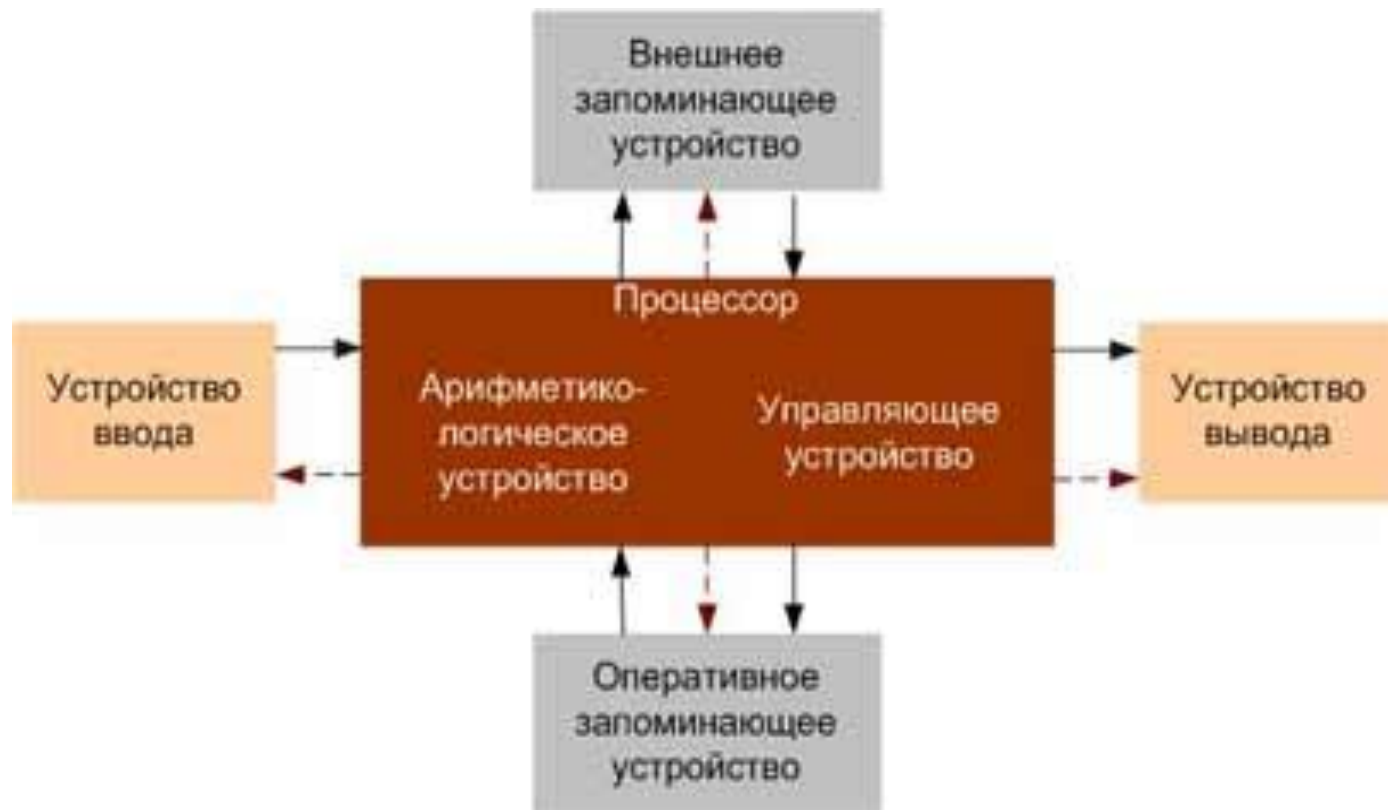 Внешнее
запоминающее
устройство
Процессор
Устройство
ввода
Арифметико-
логическое
устройство
Управляющее
устройство
Устройство
вывода
Оперативное
запоминающее
устройство